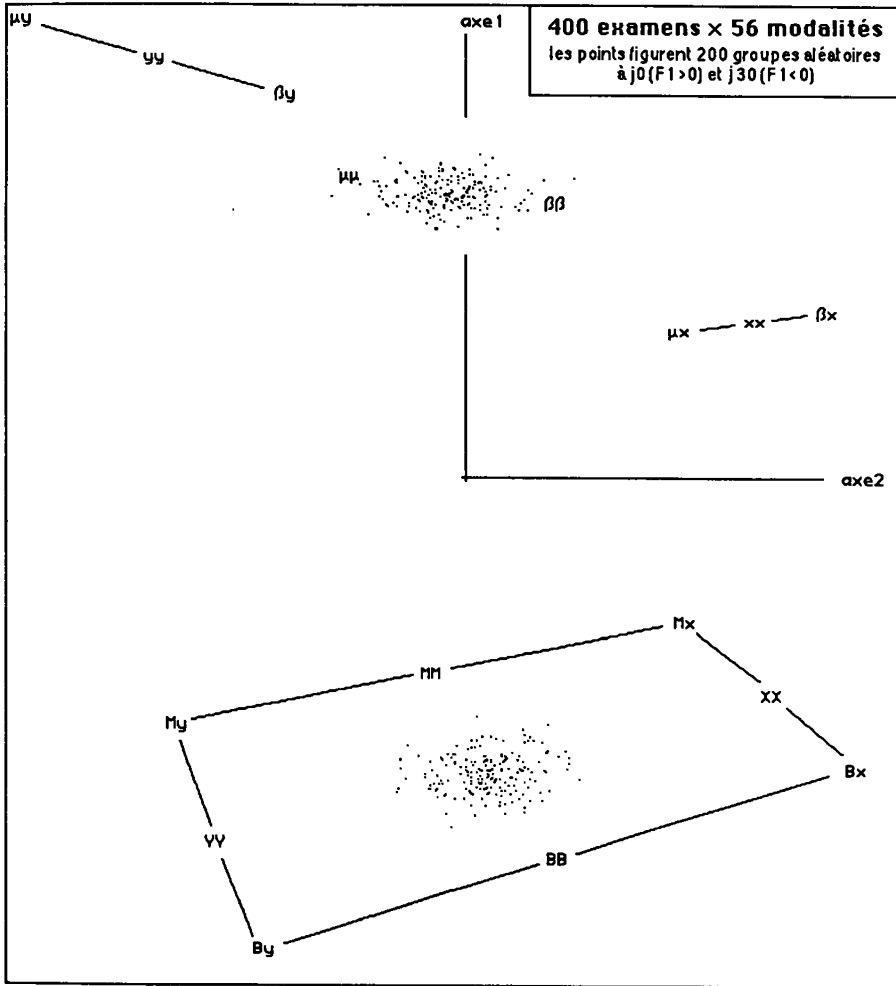 μy
axe1
400 examens × 56 modalités
les points figurent 200 groupes aléatoires
à j0(F1>0) et j30(F1<0)
yy
βy
μμ
ββ
μx
xx
βx
axe2
Mx
MM
XX
My
Bx
YY
BB
By